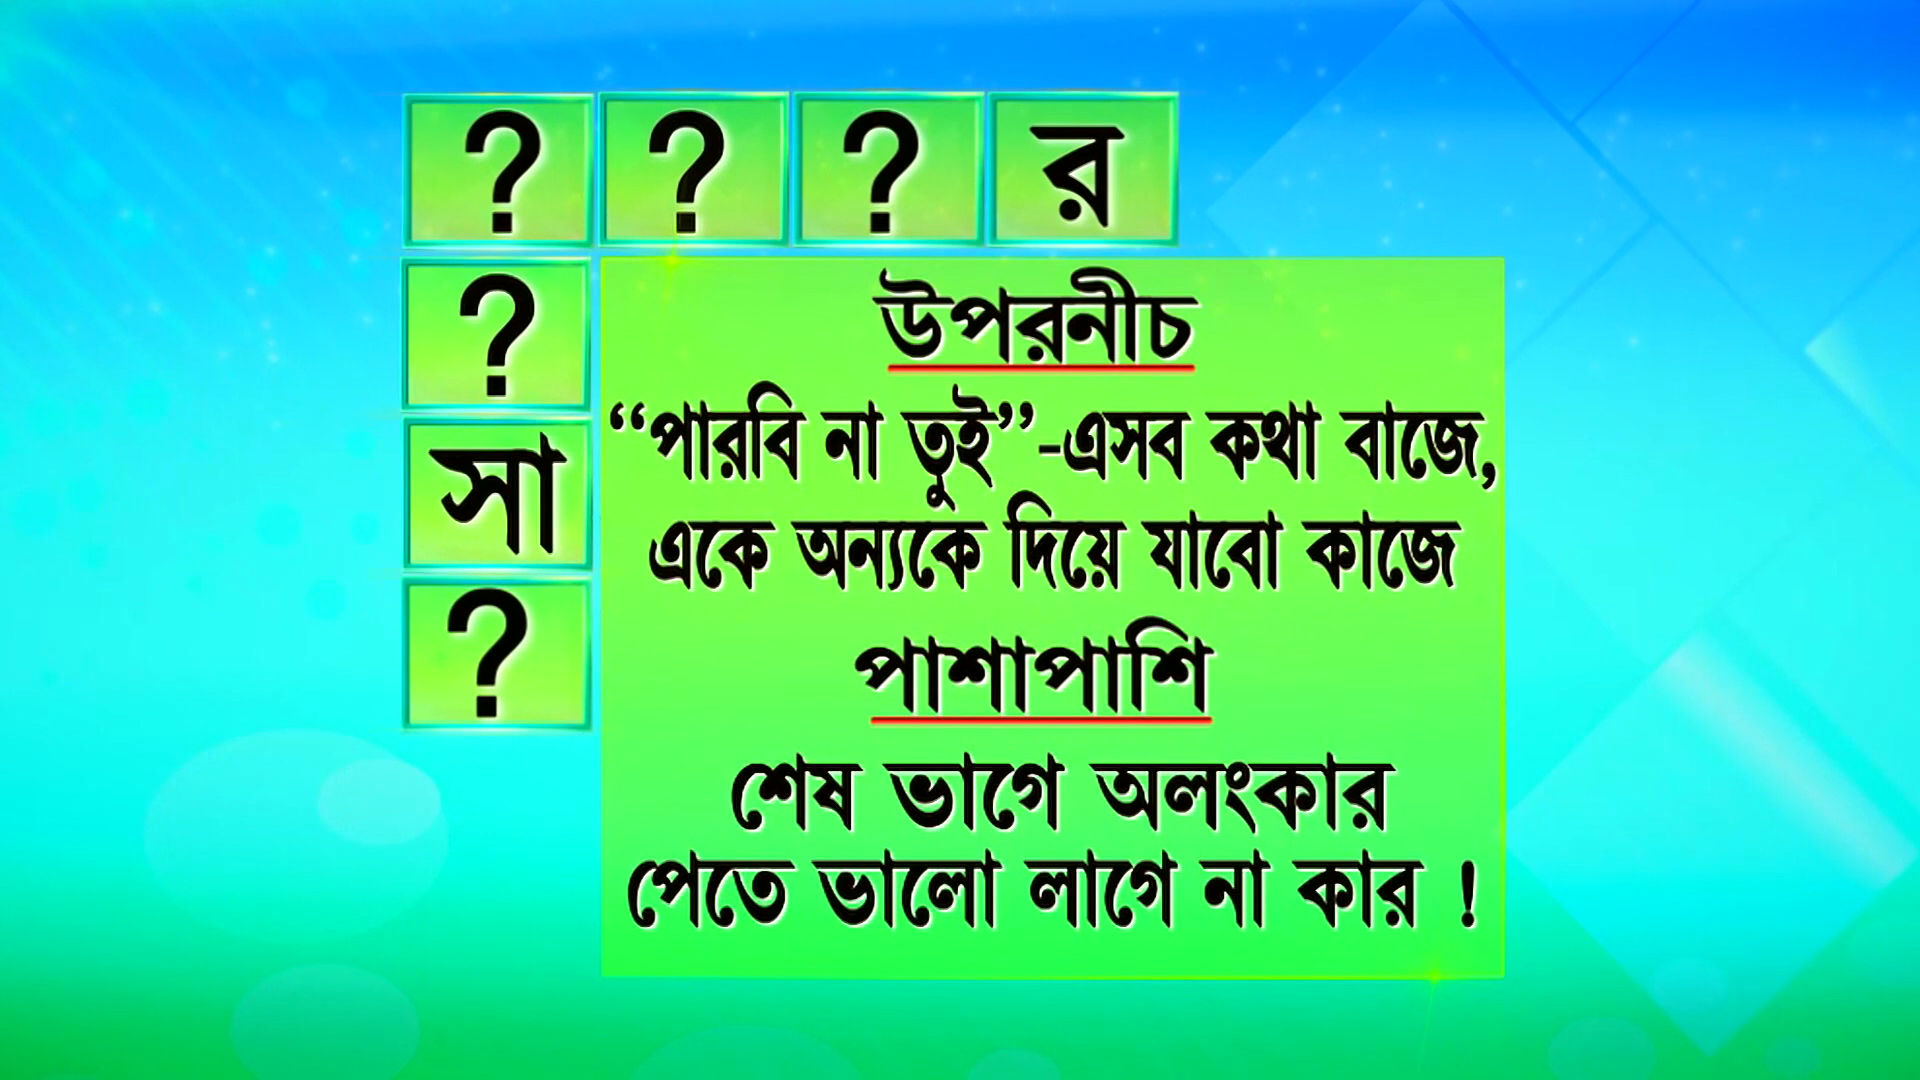 ? ? ? র
?
সা
?
উপরনীচ
“পারবি না তুই”-এসব কথা বাজে,
একে অন্যকে দিয়ে যাবো কাজে
পাশাপাশি
শেষ ভাগে অলংকার
পেতে ভালো লাগে না কার !